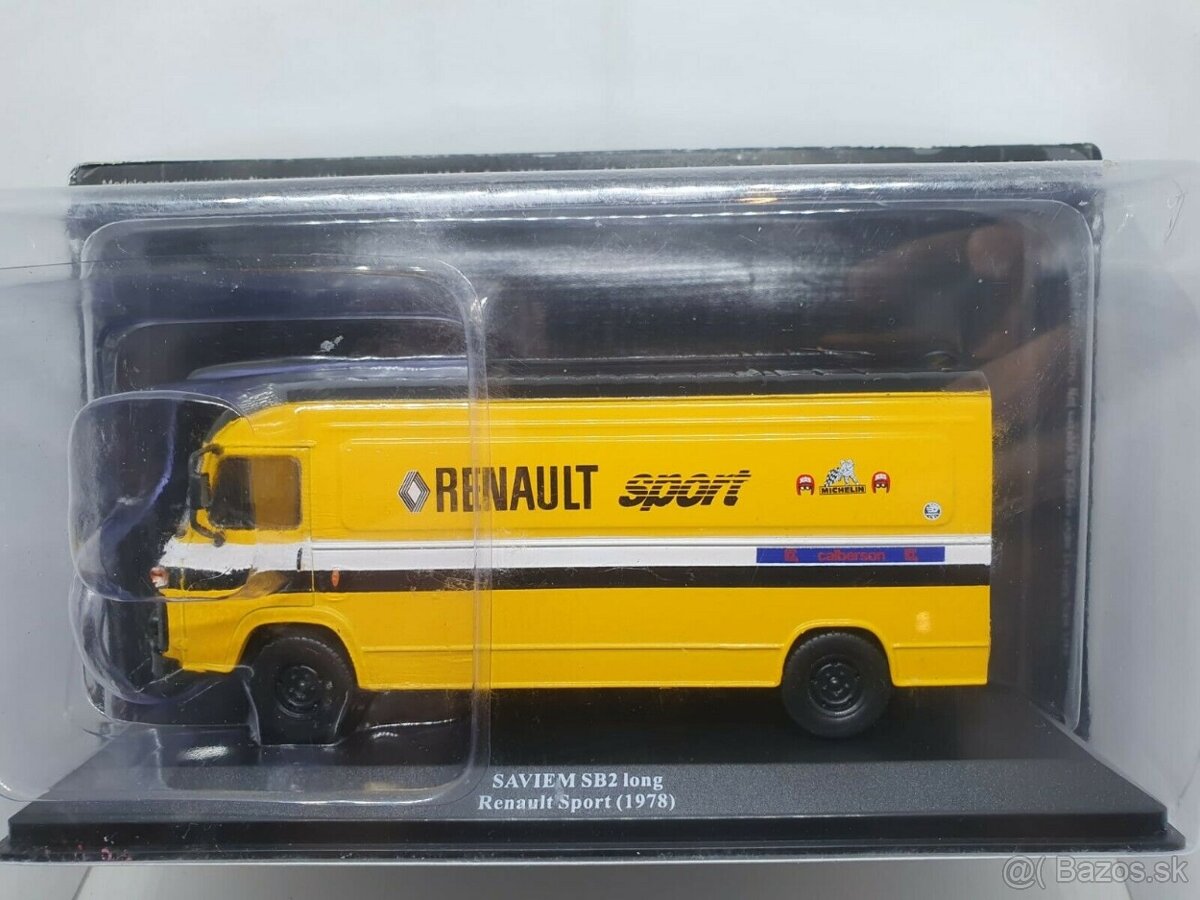 RENAULT sport
MICHELIN
calberson
SAVIEM SB2 long
Renault Sport (1978)
@( Bazos.sk